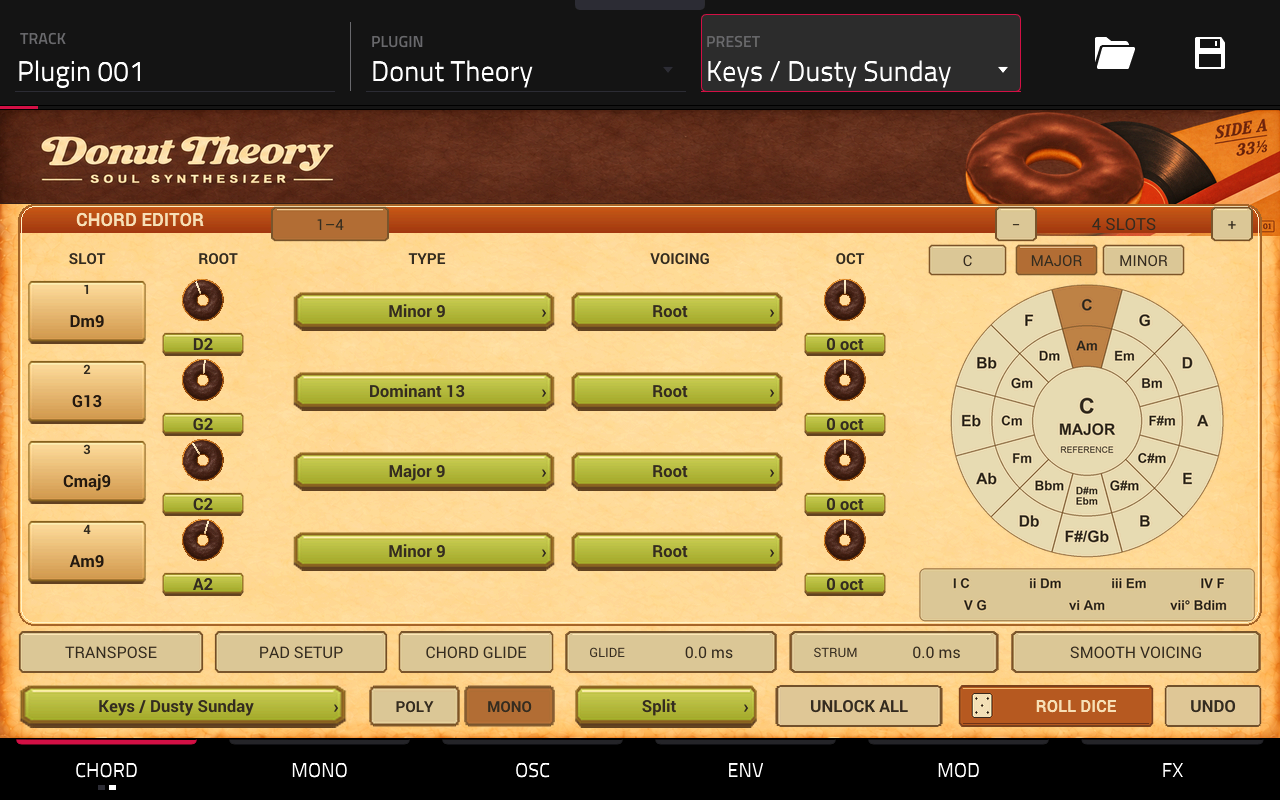 TRACK
Plugin 001
PLUGIN
Donut Theory
PRESET
Keys / Dusty Sunday
Donut Theory
SOUL SYNTHESIZER
SIDE A
33⅓
CHORD EDITOR
1–4
−
4 SLOTS
+
01
SLOT
ROOT
TYPE
VOICING
OCT
C
MAJOR
MINOR
1
Dm9
D2
Minor 9 ›
Root ›
0 oct
2
G13
G2
Dominant 13 ›
Root ›
0 oct
3
Cmaj9
C2
Major 9 ›
Root ›
0 oct
4
Am9
A2
Minor 9 ›
Root ›
0 oct
C
G
D
A
E
B
F#/Gb
Db
Ab
Eb
Bb
F
Am
Em
Bm
F#m
C#m
G#m
D#m
Ebm
Bbm
Fm
Cm
Gm
Dm
C
MAJOR
REFERENCE
I C ii Dm iii Em IV F
V G vi Am vii° Bdim
TRANSPOSE
PAD SETUP
CHORD GLIDE
GLIDE 0.0 ms
STRUM 0.0 ms
SMOOTH VOICING
Keys / Dusty Sunday ›
POLY
MONO
Split ›
UNLOCK ALL
ROLL DICE
UNDO
CHORD
MONO
OSC
ENV
MOD
FX